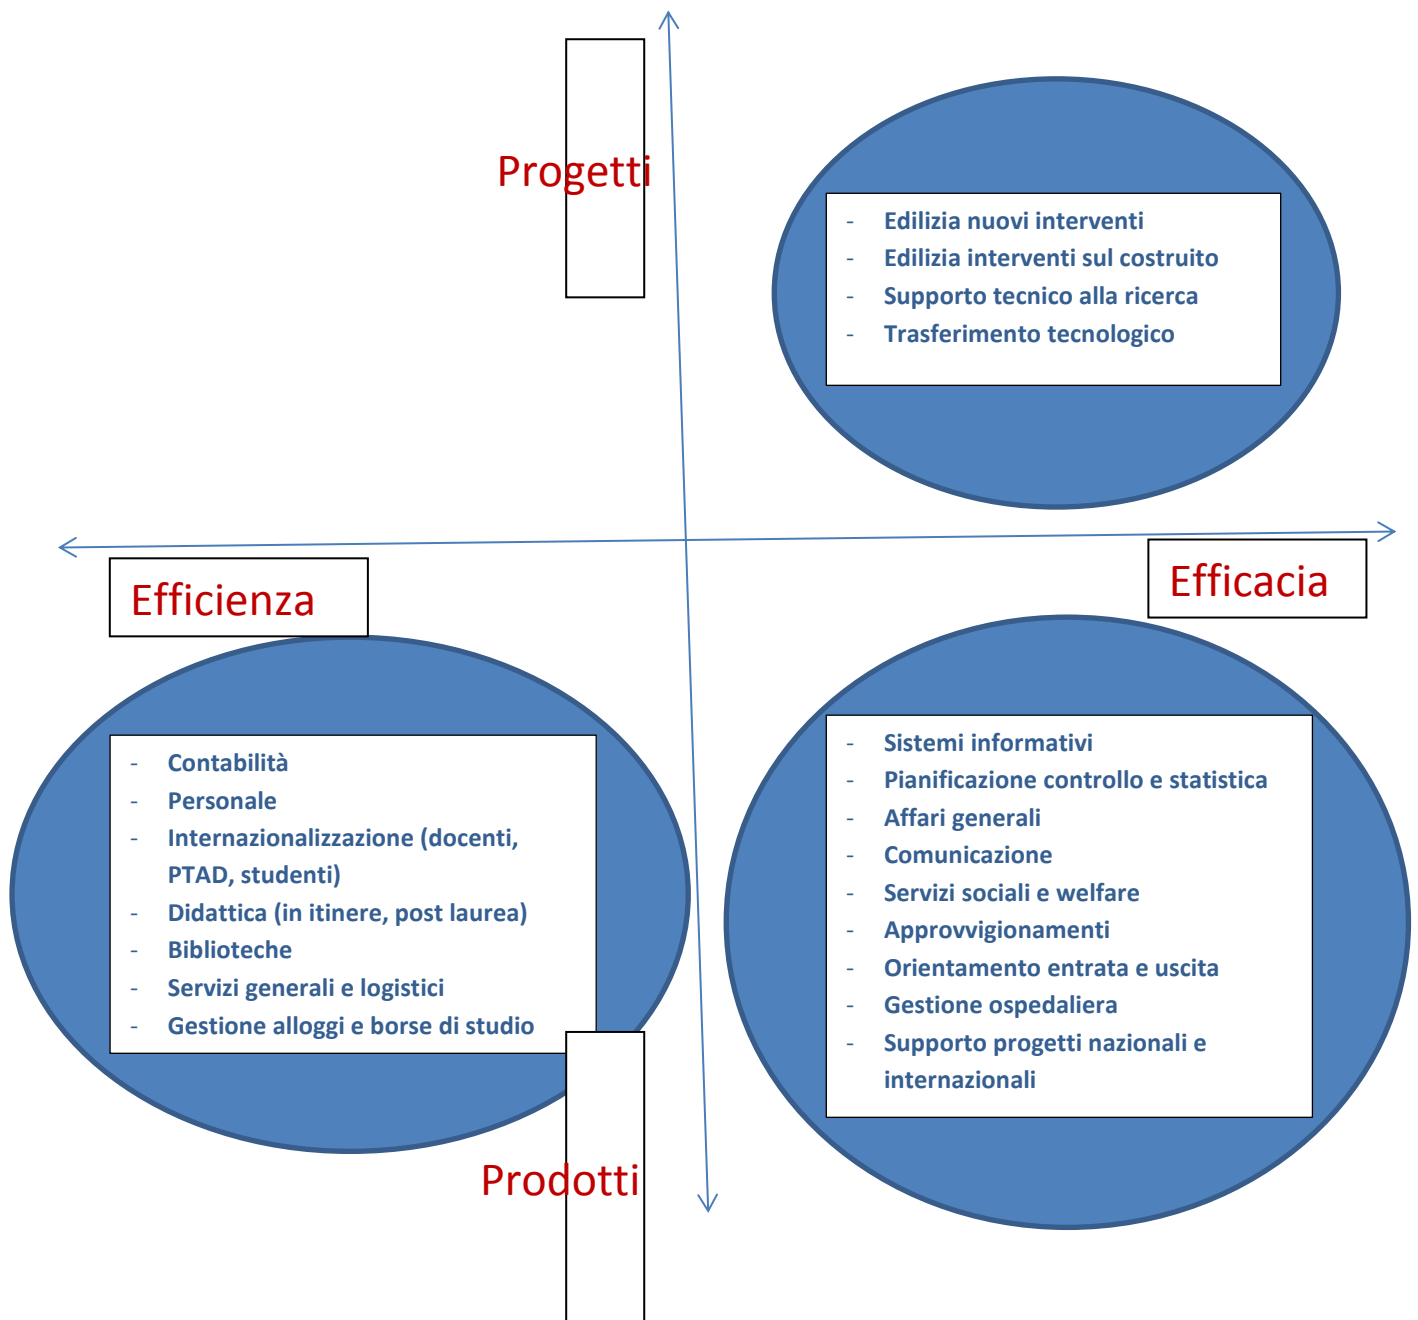 Progetti
- Edilizia nuovi interventi
- Edilizia interventi sul costruito
- Supporto tecnico alla ricerca
- Trasferimento tecnologico
Efficienza
Efficacia
- Contabilità
- Personale
- Internazionalizzazione (docenti,
PTAD, studenti)
- Didattica (in itinere, post laurea)
- Biblioteche
- Servizi generali e logistici
- Gestione alloggi e borse di studio
- Sistemi informativi
- Pianificazione controllo e statistica
- Affari generali
- Comunicazione
- Servizi sociali e welfare
- Approvvigionamenti
- Orientamento entrata e uscita
- Gestione ospedaliera
- Supporto progetti nazionali e
internazionali
Prodotti